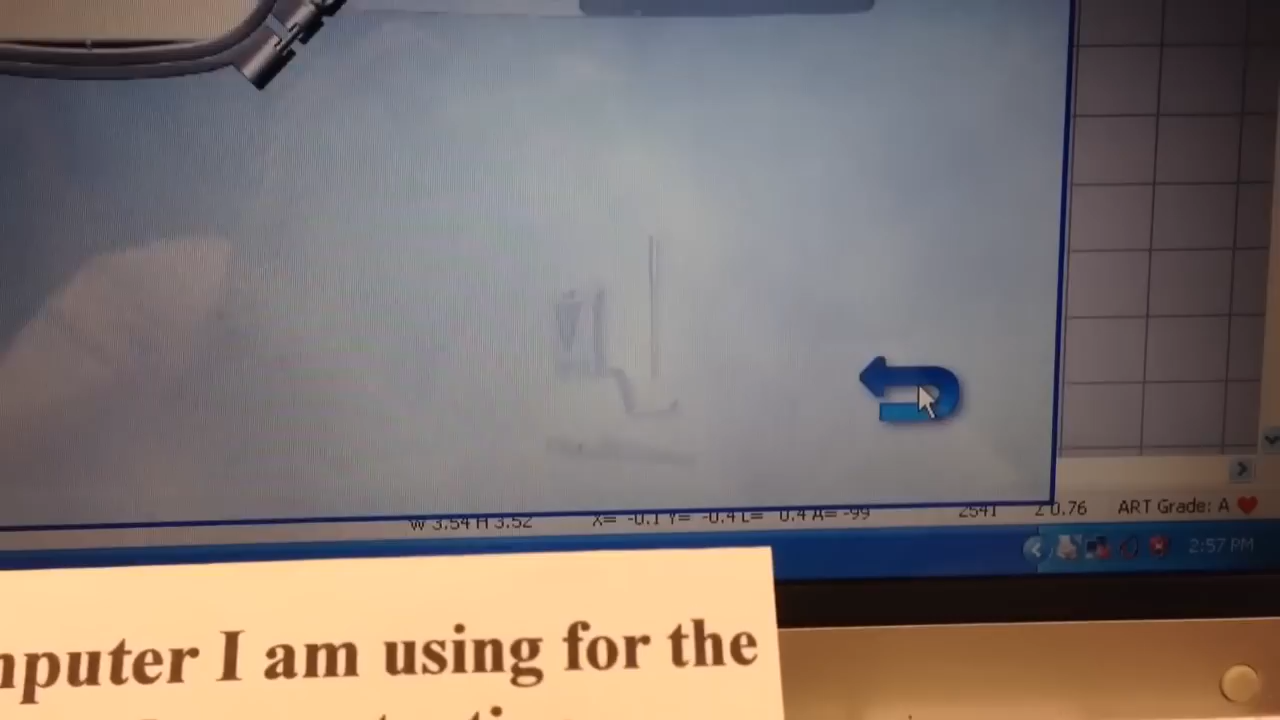 W 3.54 H 3.52 X= -0.1 Y= -0.4 L= 0.4 A= -99 2541 z 0.76 ART Grade: A
2:57 PM
mputer I am using for the